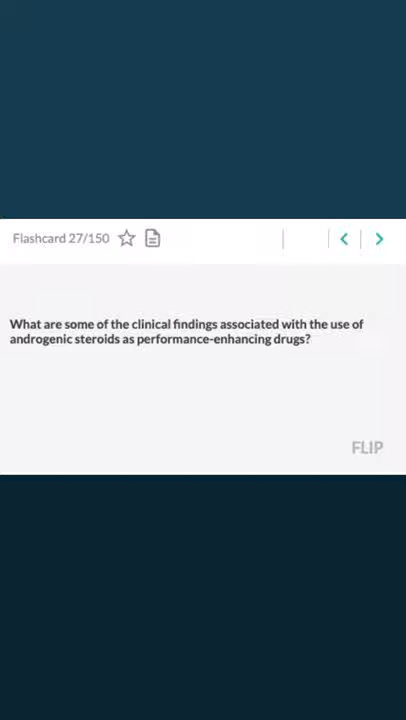 Flashcard 27/150
What are some of the clinical findings associated with the use of
androgenic steroids as performance-enhancing drugs?
FLIP